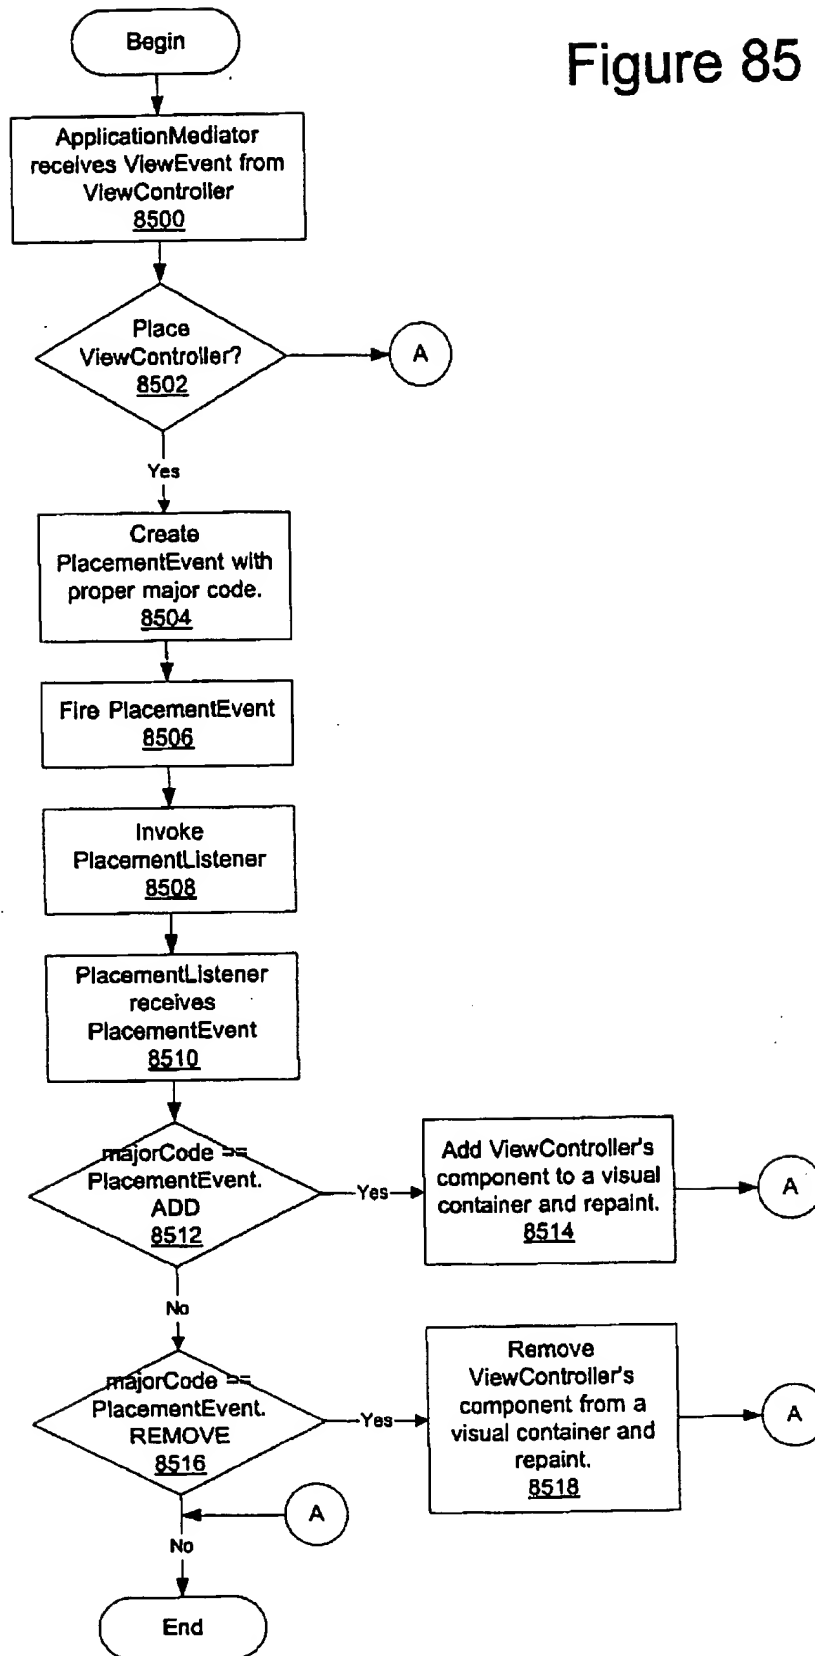 Figure 85
Begin
ApplicationMediator
receives ViewEvent from
ViewController
8500
Place
ViewController?
8502
A
Yes
Create
PlacementEvent with
proper major code.
8504
Fire PlacementEvent
8506
Invoke
PlacementListener
8508
PlacementListener
receives
PlacementEvent
8510
majorCode ==
PlacementEvent.
ADD
8512
Yes
Add ViewController's
component to a visual
container and repaint.
8514
A
No
majorCode ==
PlacementEvent.
REMOVE
8516
Yes
Remove
ViewController's
component from a
visual container and
repaint.
8518
A
A
No
End